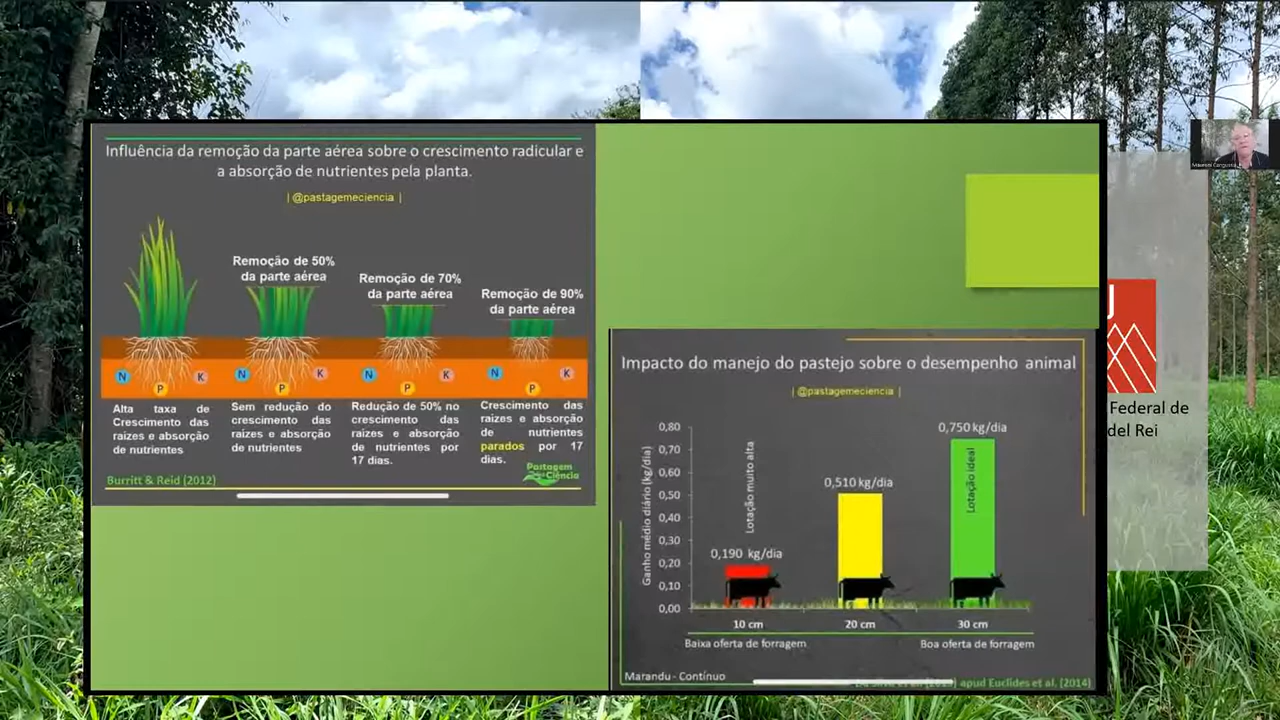 Influência da remoção da parte aérea sobre o crescimento radicular e
a absorção de nutrientes pela planta.
| @pastagemeciencia |
Remoção de 50%
da parte aérea
Remoção de 70%
da parte aérea
Remoção de 90%
da parte aérea
N
P
K
N
P
K
N
P
K
N
P
K
Alta taxa de
Crescimento das
raizes e absorção
de nutrientes
Sem redução do
crescimento das
raizes e absorção
de nutrientes
Redução de 50% no
crescimento das
raizes e absorção
de nutrientes por
17 dias.
Crescimento das
raizes e absorção
de nutrientes
parados por 17
dias.
Burritt & Reid (2012)
Pastagem
Ciência
Impacto do manejo do pastejo sobre o desempenho animal
| @pastagemeciencia |
Ganho médio diário (kg/dia)
0,80
0,70
0,60
0,50
0,40
0,30
0,20
0,10
0,00
Lotação muito alta
0,190 kg/dia
0,510 kg/dia
0,750 kg/dia
Lotação ideal
10 cm
20 cm
30 cm
Baixa oferta de forragem
Boa oferta de forragem
Marandu - Contínuo
apud Euclides et al. (2014)
J
Federal de
del Rei